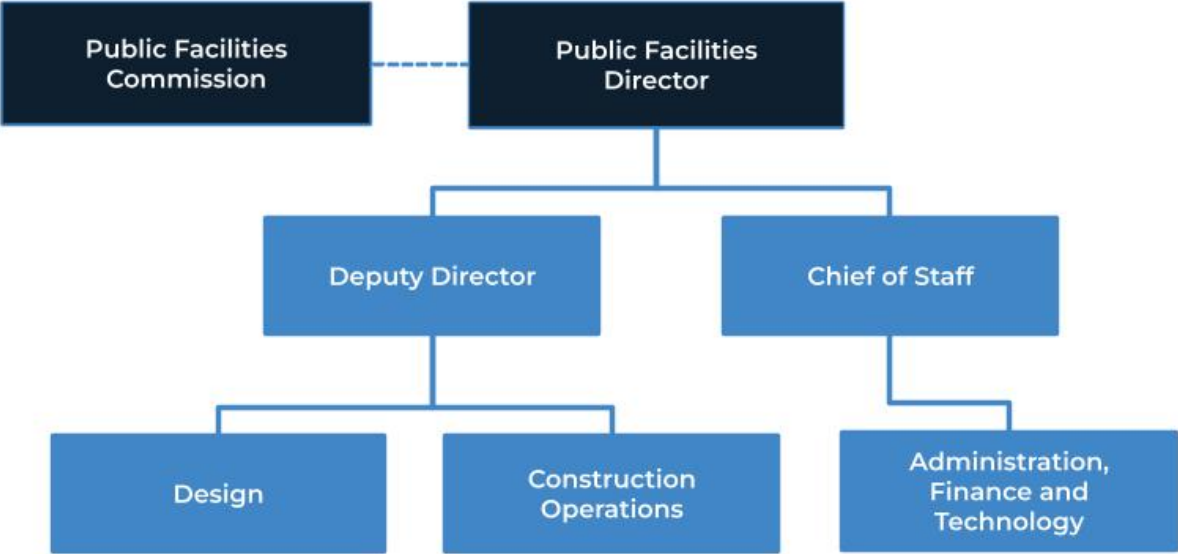 Public Facilities
Commission
Public Facilities
Director
Deputy Director
Chief of Staff
Design
Construction
Operations
Administration,
Finance and
Technology